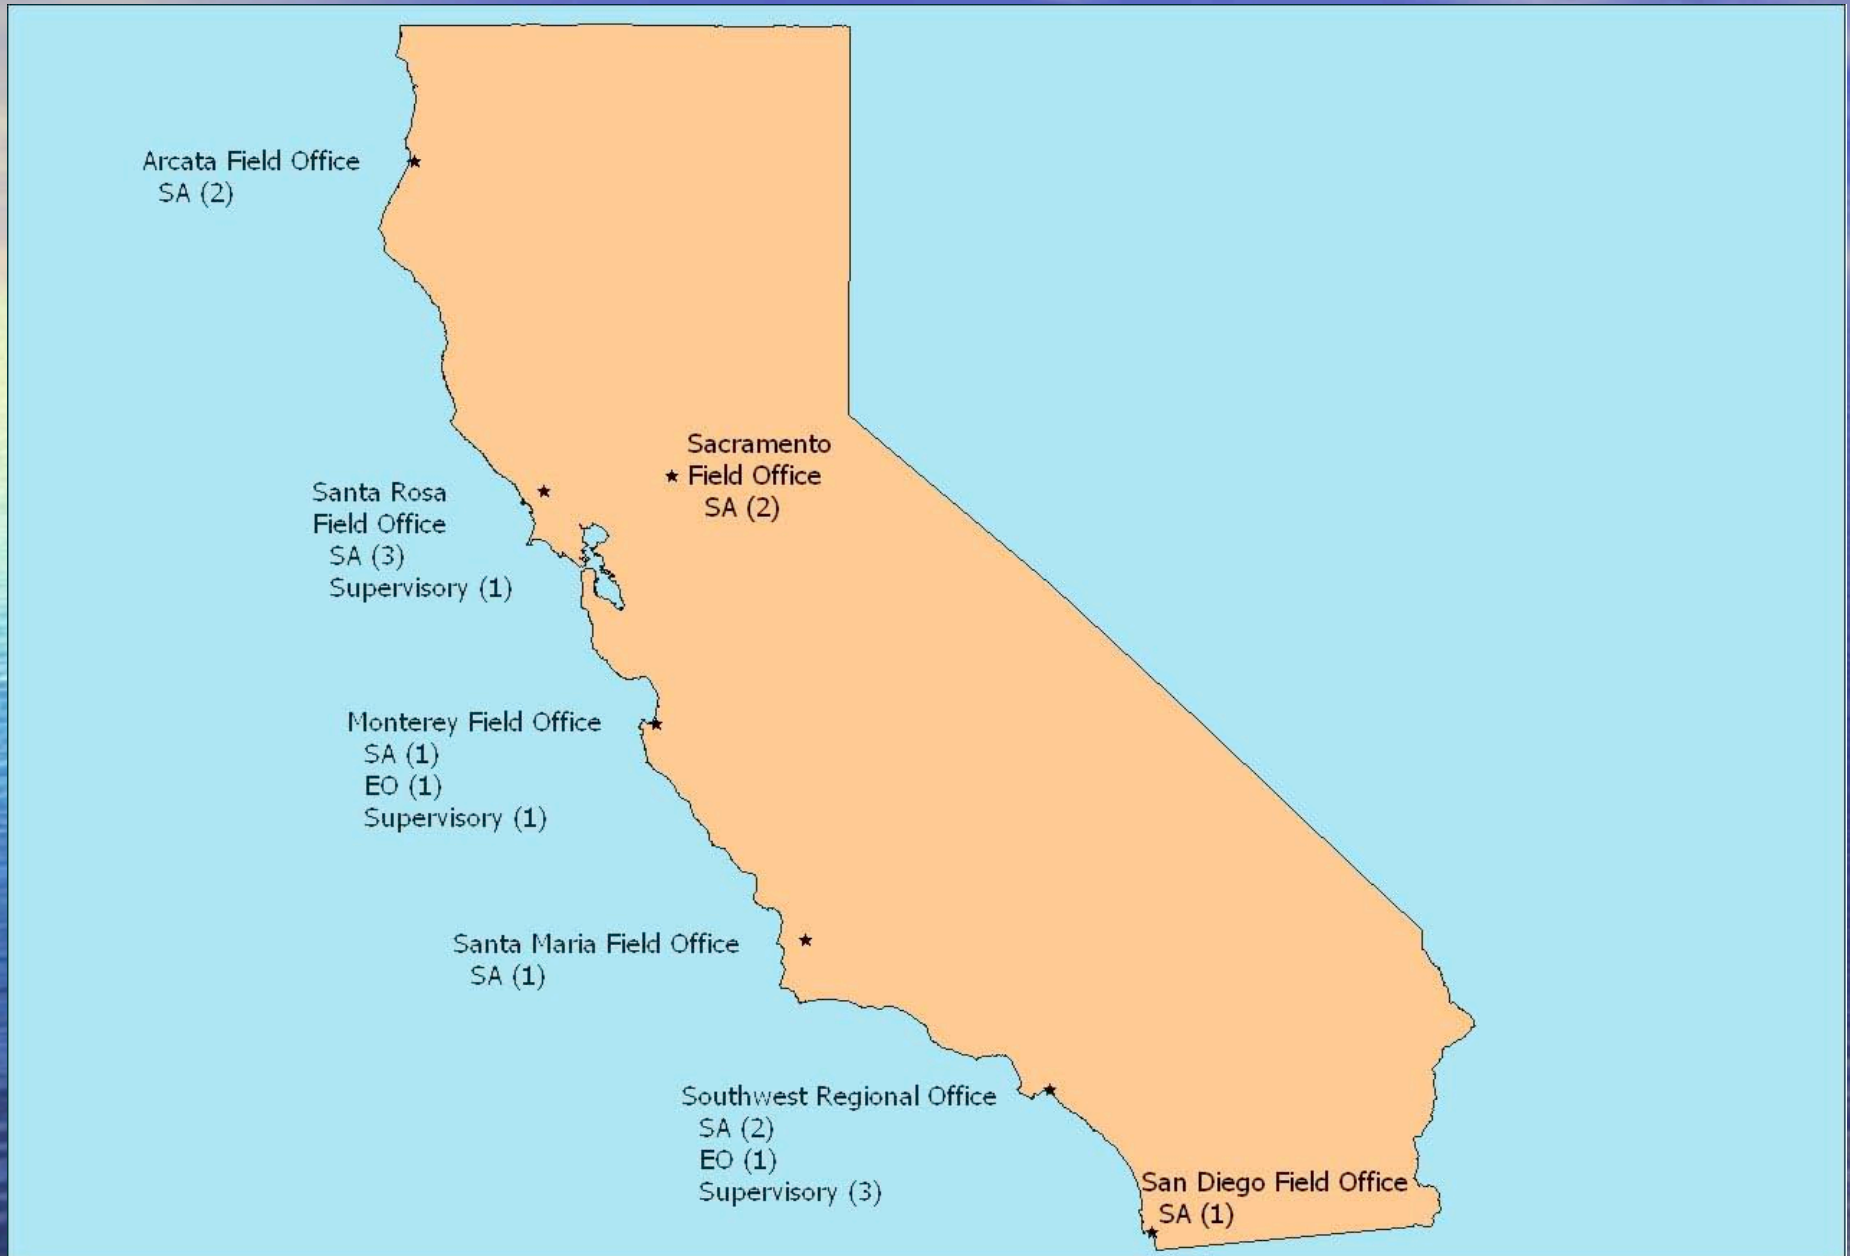 Arcata Field Office
SA (2)
Sacramento
Field Office
SA (2)
Santa Rosa
Field Office
SA (3)
Supervisory (1)
Monterey Field Office
SA (1)
EO (1)
Supervisory (1)
Santa Maria Field Office
SA (1)
Southwest Regional Office
SA (2)
EO (1)
Supervisory (3)
San Diego Field Office
SA (1)